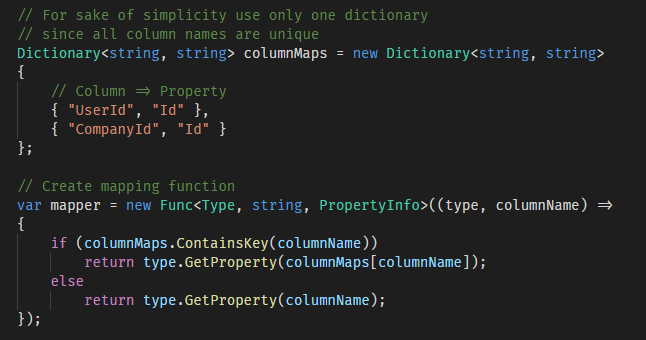 // For sake of simplicity use only one dictionary
// since all column names are unique
Dictionary<string, string> columnMaps = new Dictionary<string, string>
{
    // Column => Property
    { "UserId", "Id" },
    { "CompanyId", "Id" }
};

// Create mapping function
var mapper = new Func<Type, string, PropertyInfo>((type, columnName) =>
{
    if (columnMaps.ContainsKey(columnName))
        return type.GetProperty(columnMaps[columnName]);
    else
        return type.GetProperty(columnName);
});